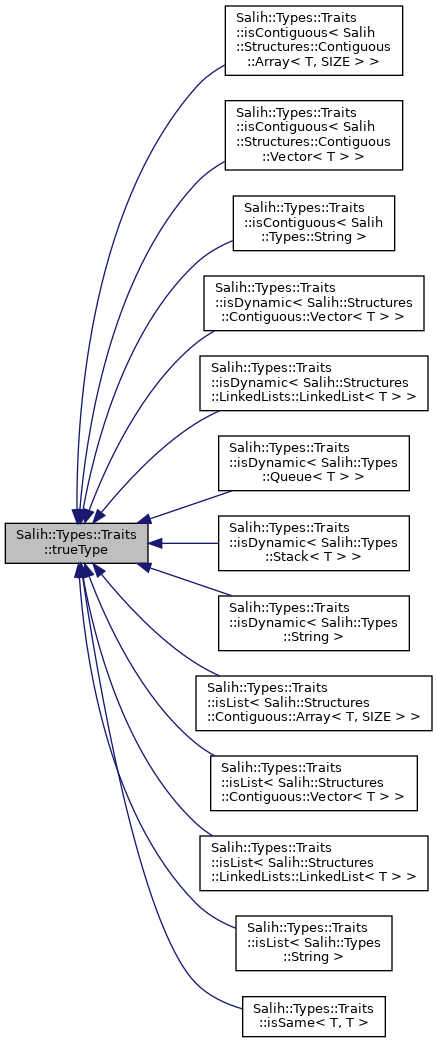 Salih::Types::Traits
::isContiguous< Salih
::Structures::Contiguous
::Array< T, SIZE > >
Salih::Types::Traits
::isContiguous< Salih
::Structures::Contiguous
::Vector< T > >
Salih::Types::Traits
::isContiguous< Salih
::Types::String >
Salih::Types::Traits
::isDynamic< Salih::Structures
::Contiguous::Vector< T > >
Salih::Types::Traits
::isDynamic< Salih::Structures
::LinkedLists::LinkedList< T > >
Salih::Types::Traits
::isDynamic< Salih::Types
::Queue< T > >
Salih::Types::Traits
::trueType
Salih::Types::Traits
::isDynamic< Salih::Types
::Stack< T > >
Salih::Types::Traits
::isDynamic< Salih::Types
::String >
Salih::Types::Traits
::isList< Salih::Structures
::Contiguous::Array< T, SIZE > >
Salih::Types::Traits
::isList< Salih::Structures
::Contiguous::Vector< T > >
Salih::Types::Traits
::isList< Salih::Structures
::LinkedLists::LinkedList< T > >
Salih::Types::Traits
::isList< Salih::Types
::String >
Salih::Types::Traits
::isSame< T, T >